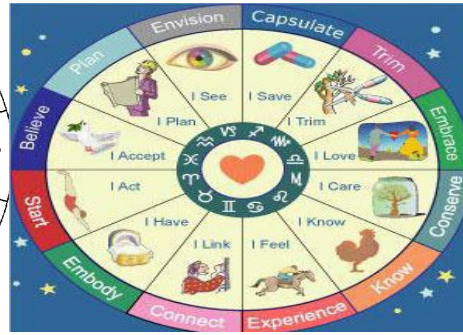 Envision
Capsulate
Trim
Embrace
Conserve
Know
Experience
Connect
Embody
Start
Believe
Plan
I See
I Save
I Trim
I Love
I Care
I Know
I Feel
I Link
I Have
I Act
I Accept
I Plan